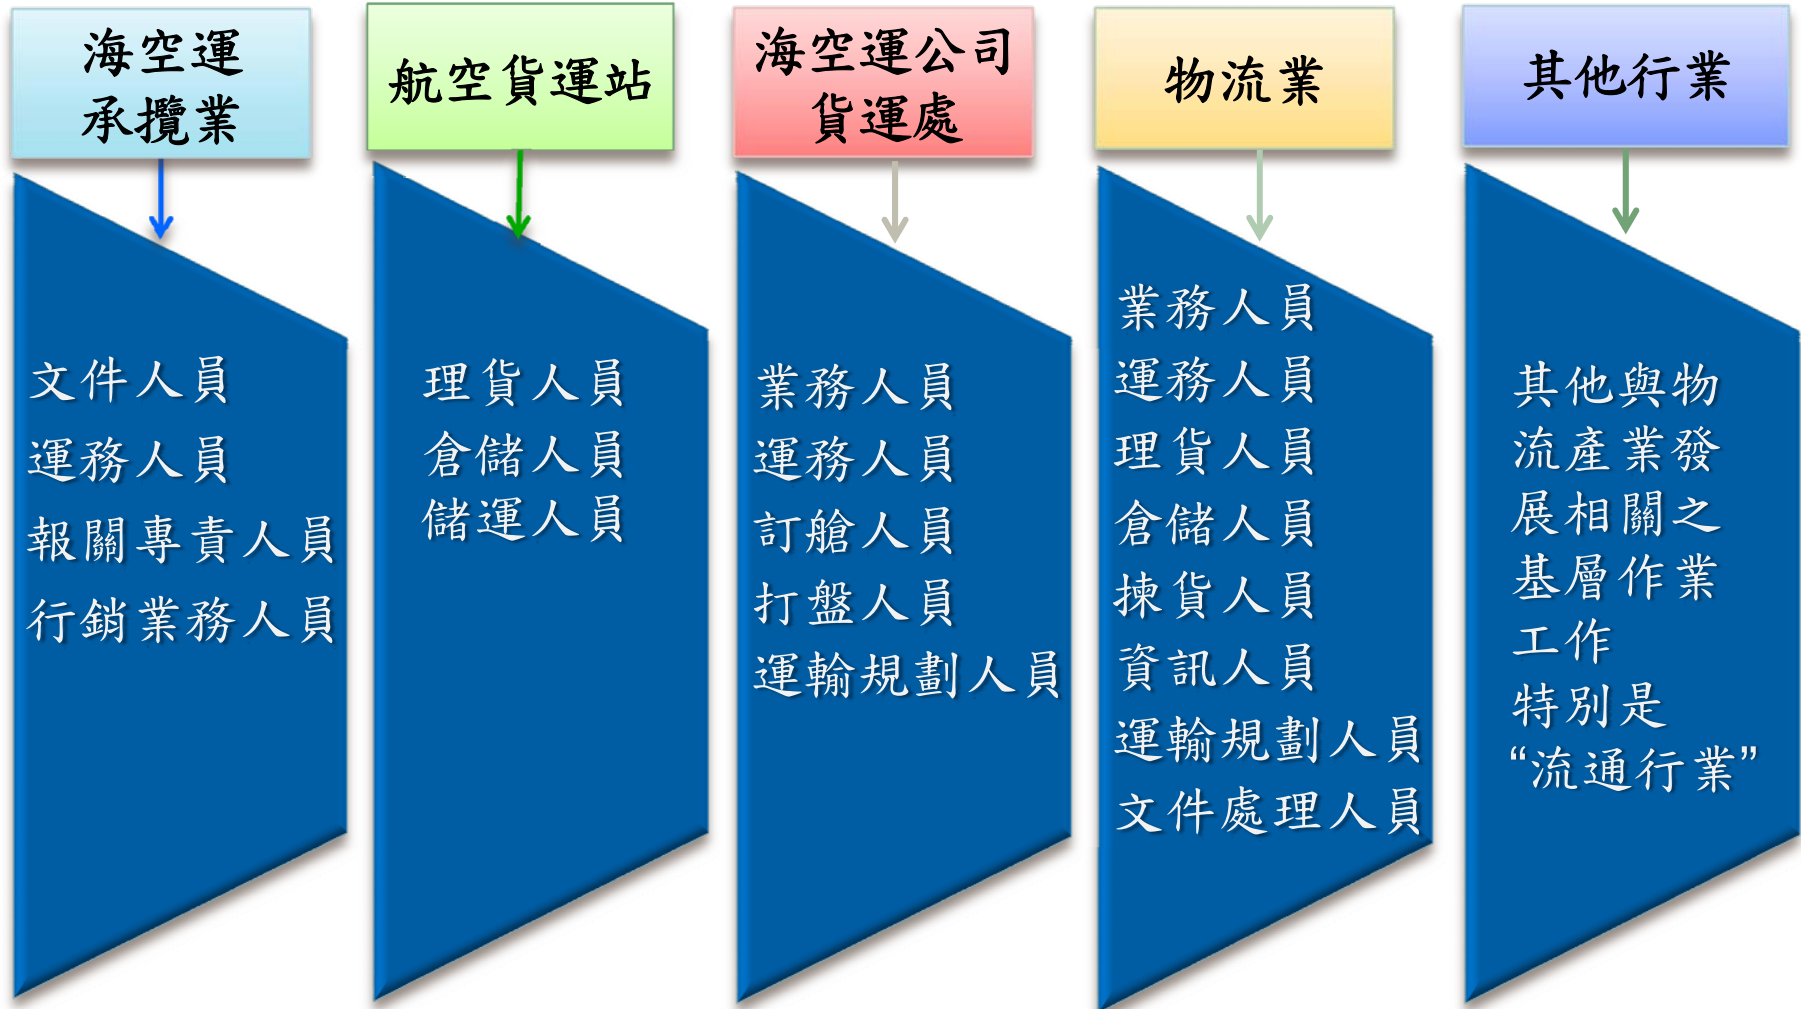 海空運
承攬業
文件人員
運務人員
報關專責人員
行銷業務人員
航空貨運站
理貨人員
倉儲人員
儲運人員
海空運公司
貨運處
業務人員
運務人員
訂艙人員
打盤人員
運輸規劃人員
物流業
業務人員
運務人員
理貨人員
倉儲人員
揀貨人員
資訊人員
運輸規劃人員
文件處理人員
其他行業
其他與物
流產業發
展相關之
基層作業
工作
特別是
“流通行業”